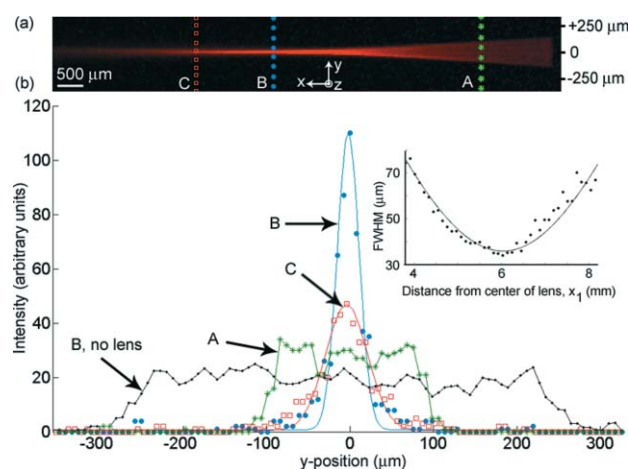 (a)
+250 μm
0
-250 μm
500 μm
C
B
y
x
z
A
(b)
120
100
80
60
40
20
0
Intensity (arbitrary units)
B
C
A
B, no lens
-300
-200
-100
0
100
200
300
y-position (μm)
90
70
50
30
FWHM (μm)
4
6
8
Distance from center of lens, x₁ (mm)